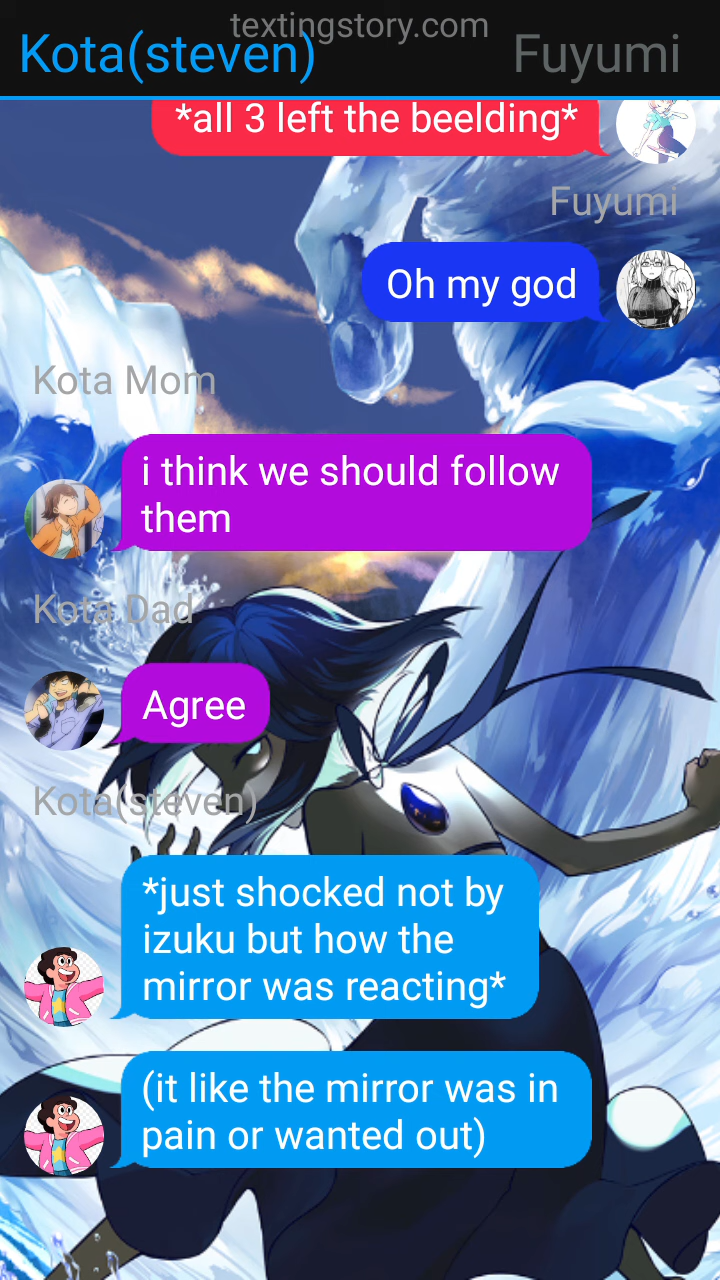 textingstory.com
Kota(steven)
Fuyumi
*all 3 left the beelding*
Fuyumi
Oh my god
Kota Mom
i think we should follow
them
Kota Dad
Agree
Kota(steven)
*just shocked not by
izuku but how the
mirror was reacting*
(it like the mirror was in
pain or wanted out)